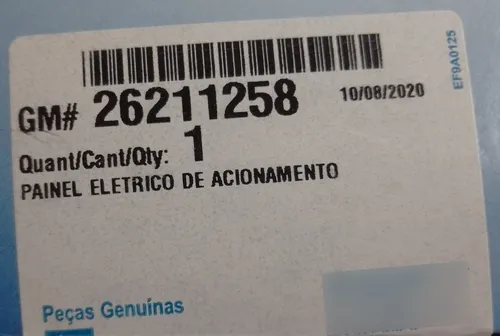 GM# 26211258 10/08/2020
EF9A0125
Quant/Cant/Qty: 1
PAINEL ELETRICO DE ACIONAMENTO
Peças Genuínas